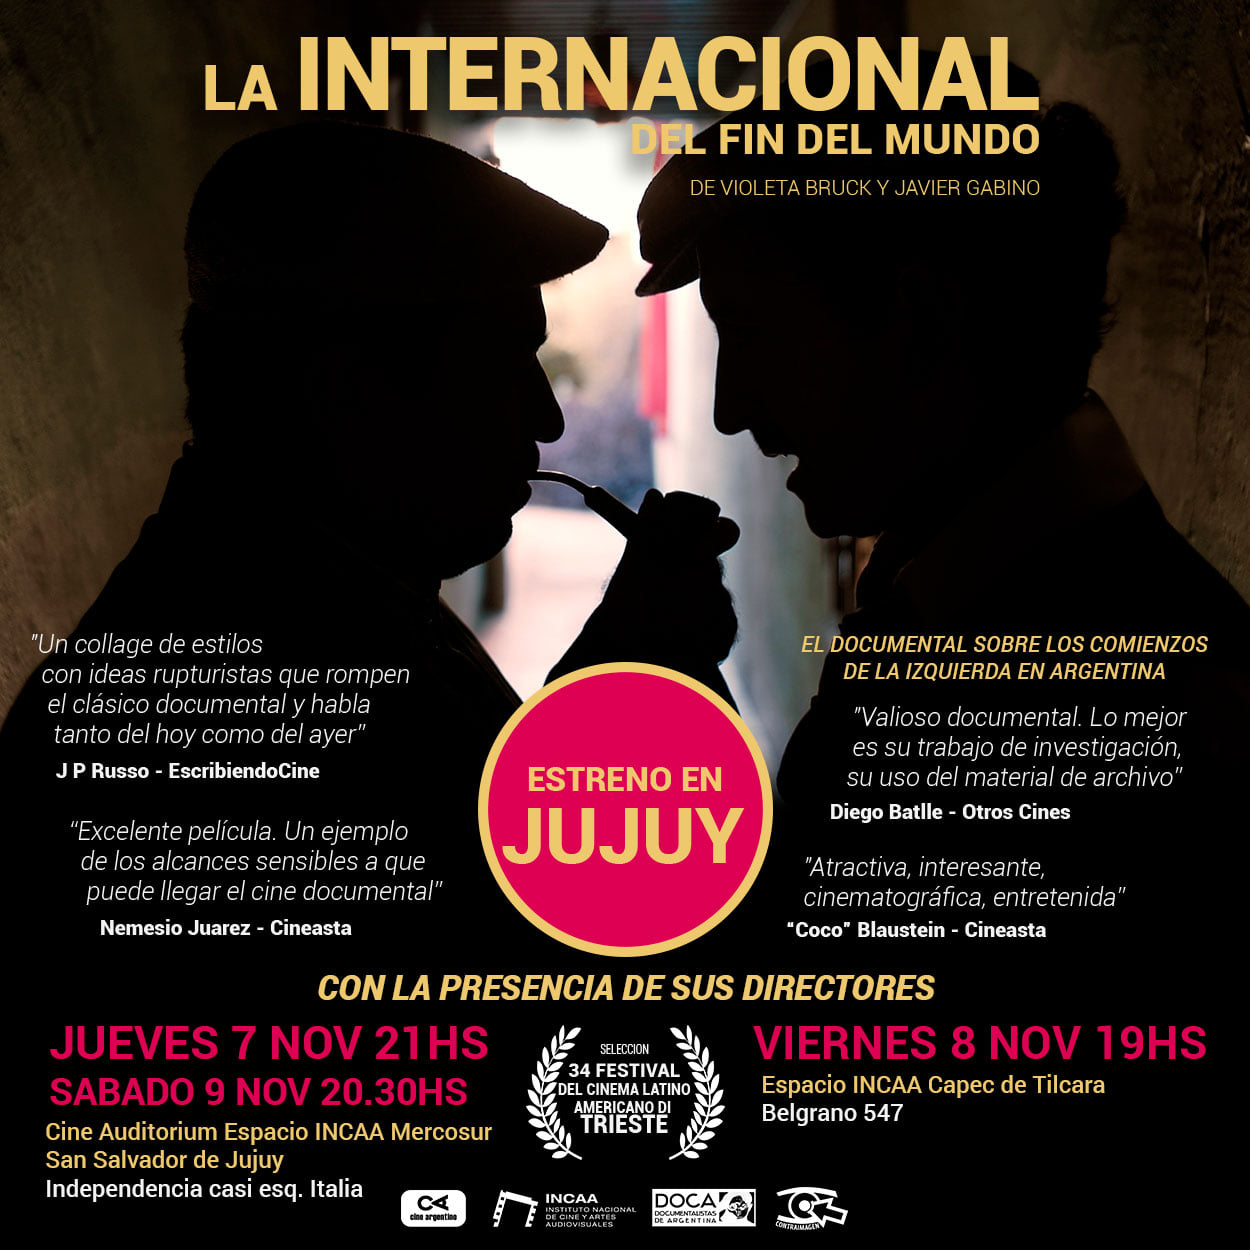 LA INTERNACIONAL
DEL FIN DEL MUNDO
DE VIOLETA BRUCK Y JAVIER GABINO
"Un collage de estilos
con ideas rupturistas que rompen
el clásico documental y habla
tanto del hoy como del ayer"
J P Russo - EscribiendoCine
“Excelente película. Un ejemplo
de los alcances sensibles a que
puede llegar el cine documental"
Nemesio Juarez - Cineasta
ESTRENO EN
JUJUY
EL DOCUMENTAL SOBRE LOS COMIENZOS
DE LA IZQUIERDA EN ARGENTINA
"Valioso documental. Lo mejor
es su trabajo de investigación,
su uso del material de archivo"
Diego Batlle - Otros Cines
"Atractiva, interesante,
cinematográfica, entretenida"
“Coco” Blaustein - Cineasta
CON LA PRESENCIA DE SUS DIRECTORES
JUEVES 7 NOV 21HS
SABADO 9 NOV 20.30HS
Cine Auditorium Espacio INCAA Mercosur
San Salvador de Jujuy
Independencia casi esq. Italia
SELECCION
34 FESTIVAL
DEL CINEMA LATINO
AMERICANO DI
TRIESTE
VIERNES 8 NOV 19HS
Espacio INCAA Capec de Tilcara
Belgrano 547
CA
cine argentino
INCAA
INSTITUTO NACIONAL
DE CINE Y ARTES
AUDIOVISUALES
DOCA
DOCUMENTALISTAS
DE ARGENTINA
CONTRAIMAGEN